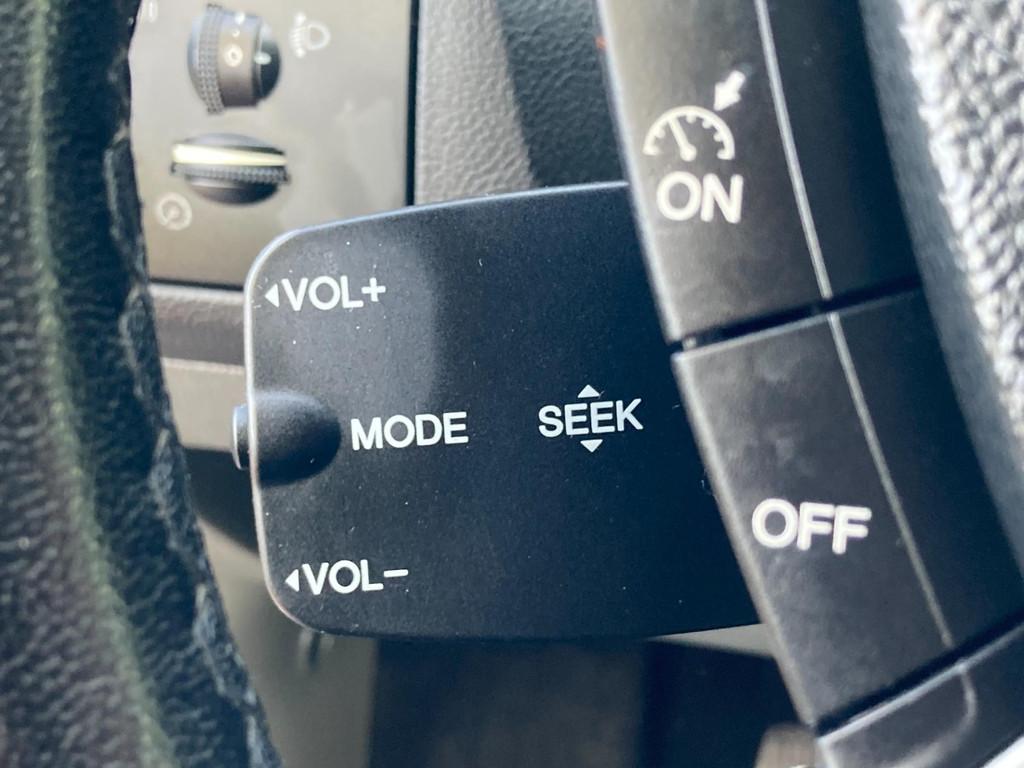 ON
VOL+
MODE
SEEK
OFF
VOL-